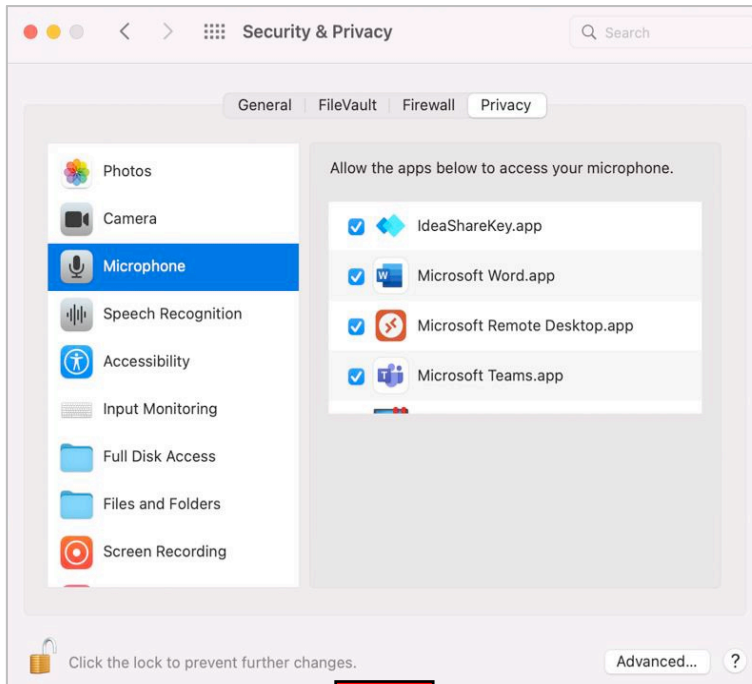 Security & Privacy
Search
General FileVault Firewall Privacy
Photos
Camera
Microphone
Speech Recognition
Accessibility
Input Monitoring
Full Disk Access
Files and Folders
Screen Recording
Allow the apps below to access your microphone.
IdeaShareKey.app
Microsoft Word.app
Microsoft Remote Desktop.app
Microsoft Teams.app
Click the lock to prevent further changes.
Advanced... ?